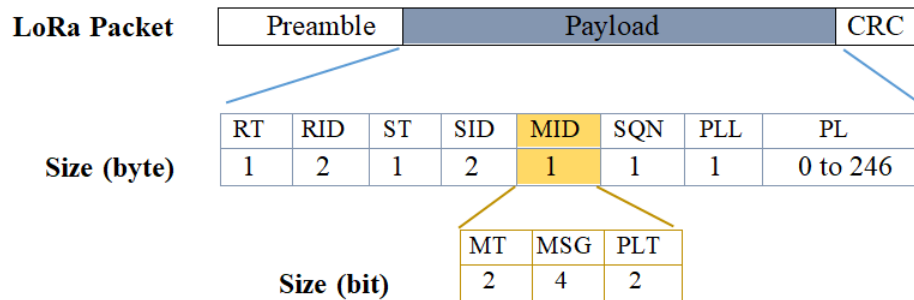 LoRa Packet Preamble Payload CRC
RT RID ST SID MID SQN PLL PL
Size (byte) 1 2 1 2 1 1 1 0 to 246
MT MSG PLT
Size (bit) 2 4 2